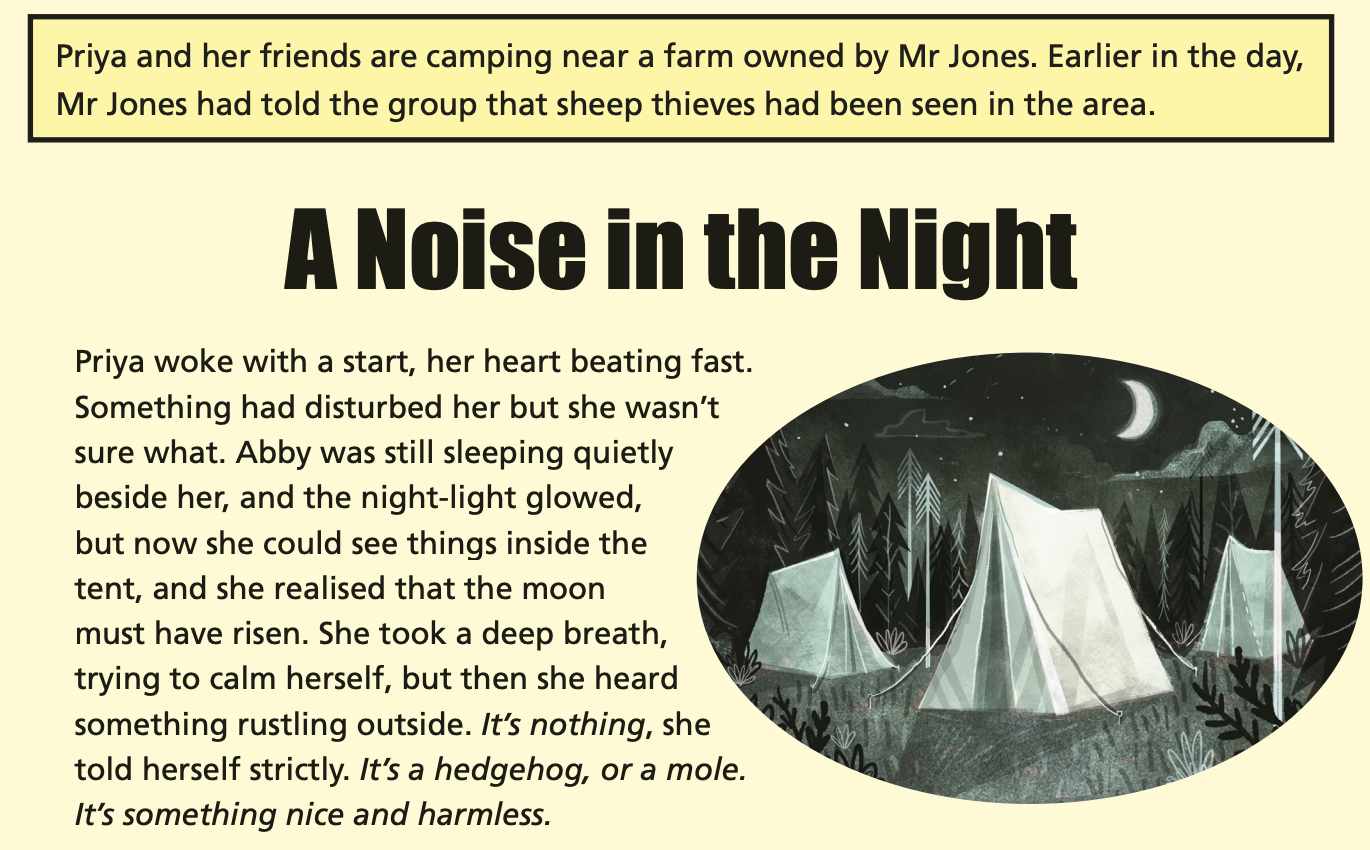 Priya and her friends are camping near a farm owned by Mr Jones. Earlier in the day,
Mr Jones had told the group that sheep thieves had been seen in the area.
A Noise in the Night
Priya woke with a start, her heart beating fast.
Something had disturbed her but she wasn’t
sure what. Abby was still sleeping quietly
beside her, and the night-light glowed,
but now she could see things inside the
tent, and she realised that the moon
must have risen. She took a deep breath,
trying to calm herself, but then she heard
something rustling outside. It’s nothing, she
told herself strictly. It’s a hedgehog, or a mole.
It’s something nice and harmless.